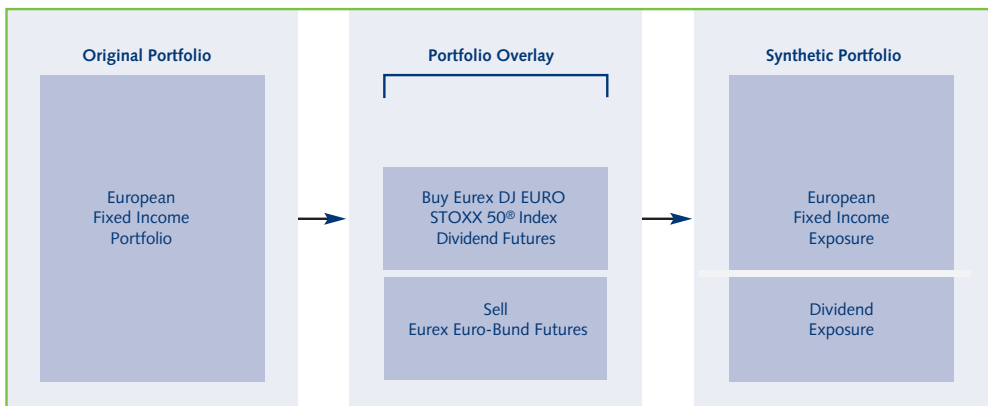 Original Portfolio
European
Fixed Income
Portfolio
Portfolio Overlay
Buy Eurex DJ EURO
STOXX 50® Index
Dividend Futures
Sell
Eurex Euro-Bund Futures
Synthetic Portfolio
European
Fixed Income
Exposure
Dividend
Exposure